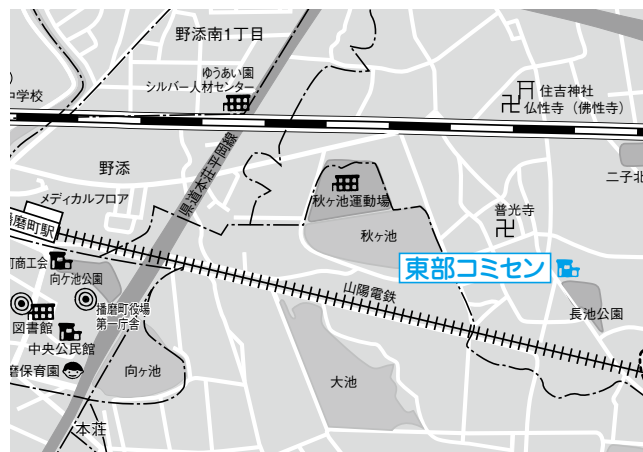 野添南1丁目
ゆうあい園
シルバー人材センター
中学校
住吉神社
仏性寺（佛性寺）
県道本荘平岡線
野添
二子北
メディカルフロア
秋ヶ池運動場
普光寺
播磨町駅
秋ヶ池
東部コミセン
町商工会
向ケ池公園
山陽電鉄
播磨町役場
第一庁舎
長池公園
図書館
中央公民館
磨保育園
向ヶ池
大池
本荘